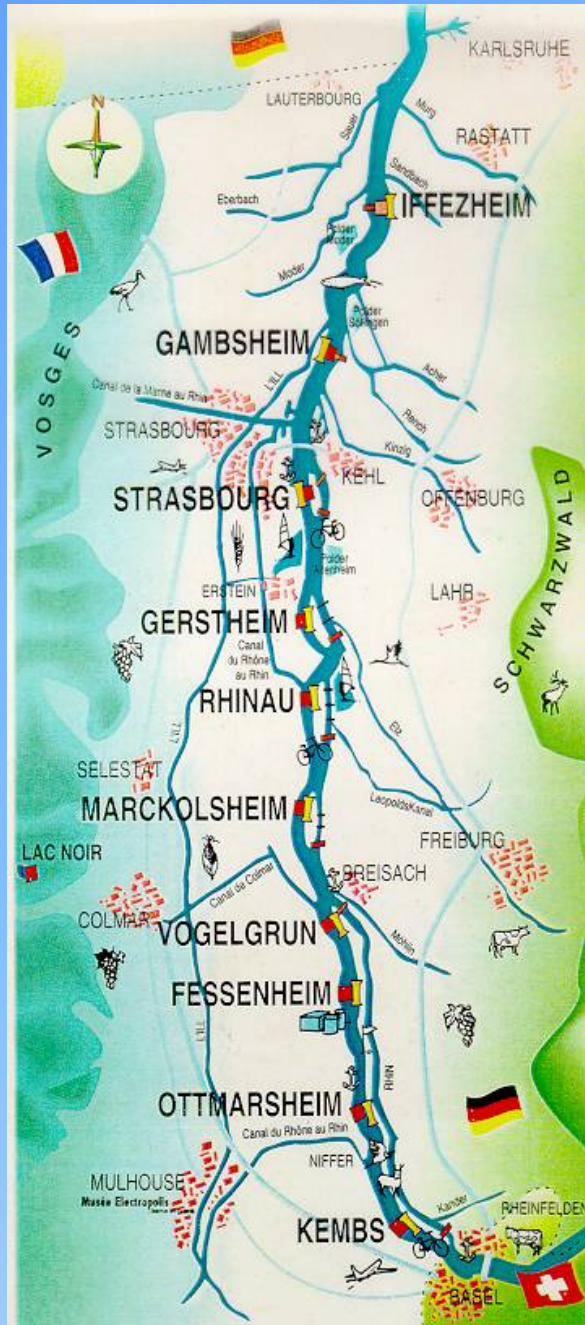 N
KARLSRUHE
LAUTERBOURG
Murg
Sauer
RASTATT
Sandbach
Eberbach
IFFEZHEIM
Polder
Moder
Moder
VOSGES
Polder
Söllingen
GAMBSHEIM
L'ILL
Acher
Canal de la Marne au Rhin
Rench
STRASBOURG
Kinzig
KEHL
STRASBOURG
OFFENBURG
SCHWARZWALD
Polder
Altenheim
ERSTEIN
LAHR
GERSTHEIM
Canal
du Rhône
au Rhin
RHINAU
Elz
L'ILL
SELESTAT
LeopoldsKanal
MARCKOLSHEIM
FREIBURG
LAC NOIR
BREISACH
Canal de Colmar
COLMAR
VOGELGRUN
Möhlin
FESSENHEIM
L'ILL
RHIN
OTTMARSHEIM
Canal du Rhône au Rhin
NIFFER
MULHOUSE
Musée Electropolis
Kander
RHEINFELDEN
KEMBS
BASEL